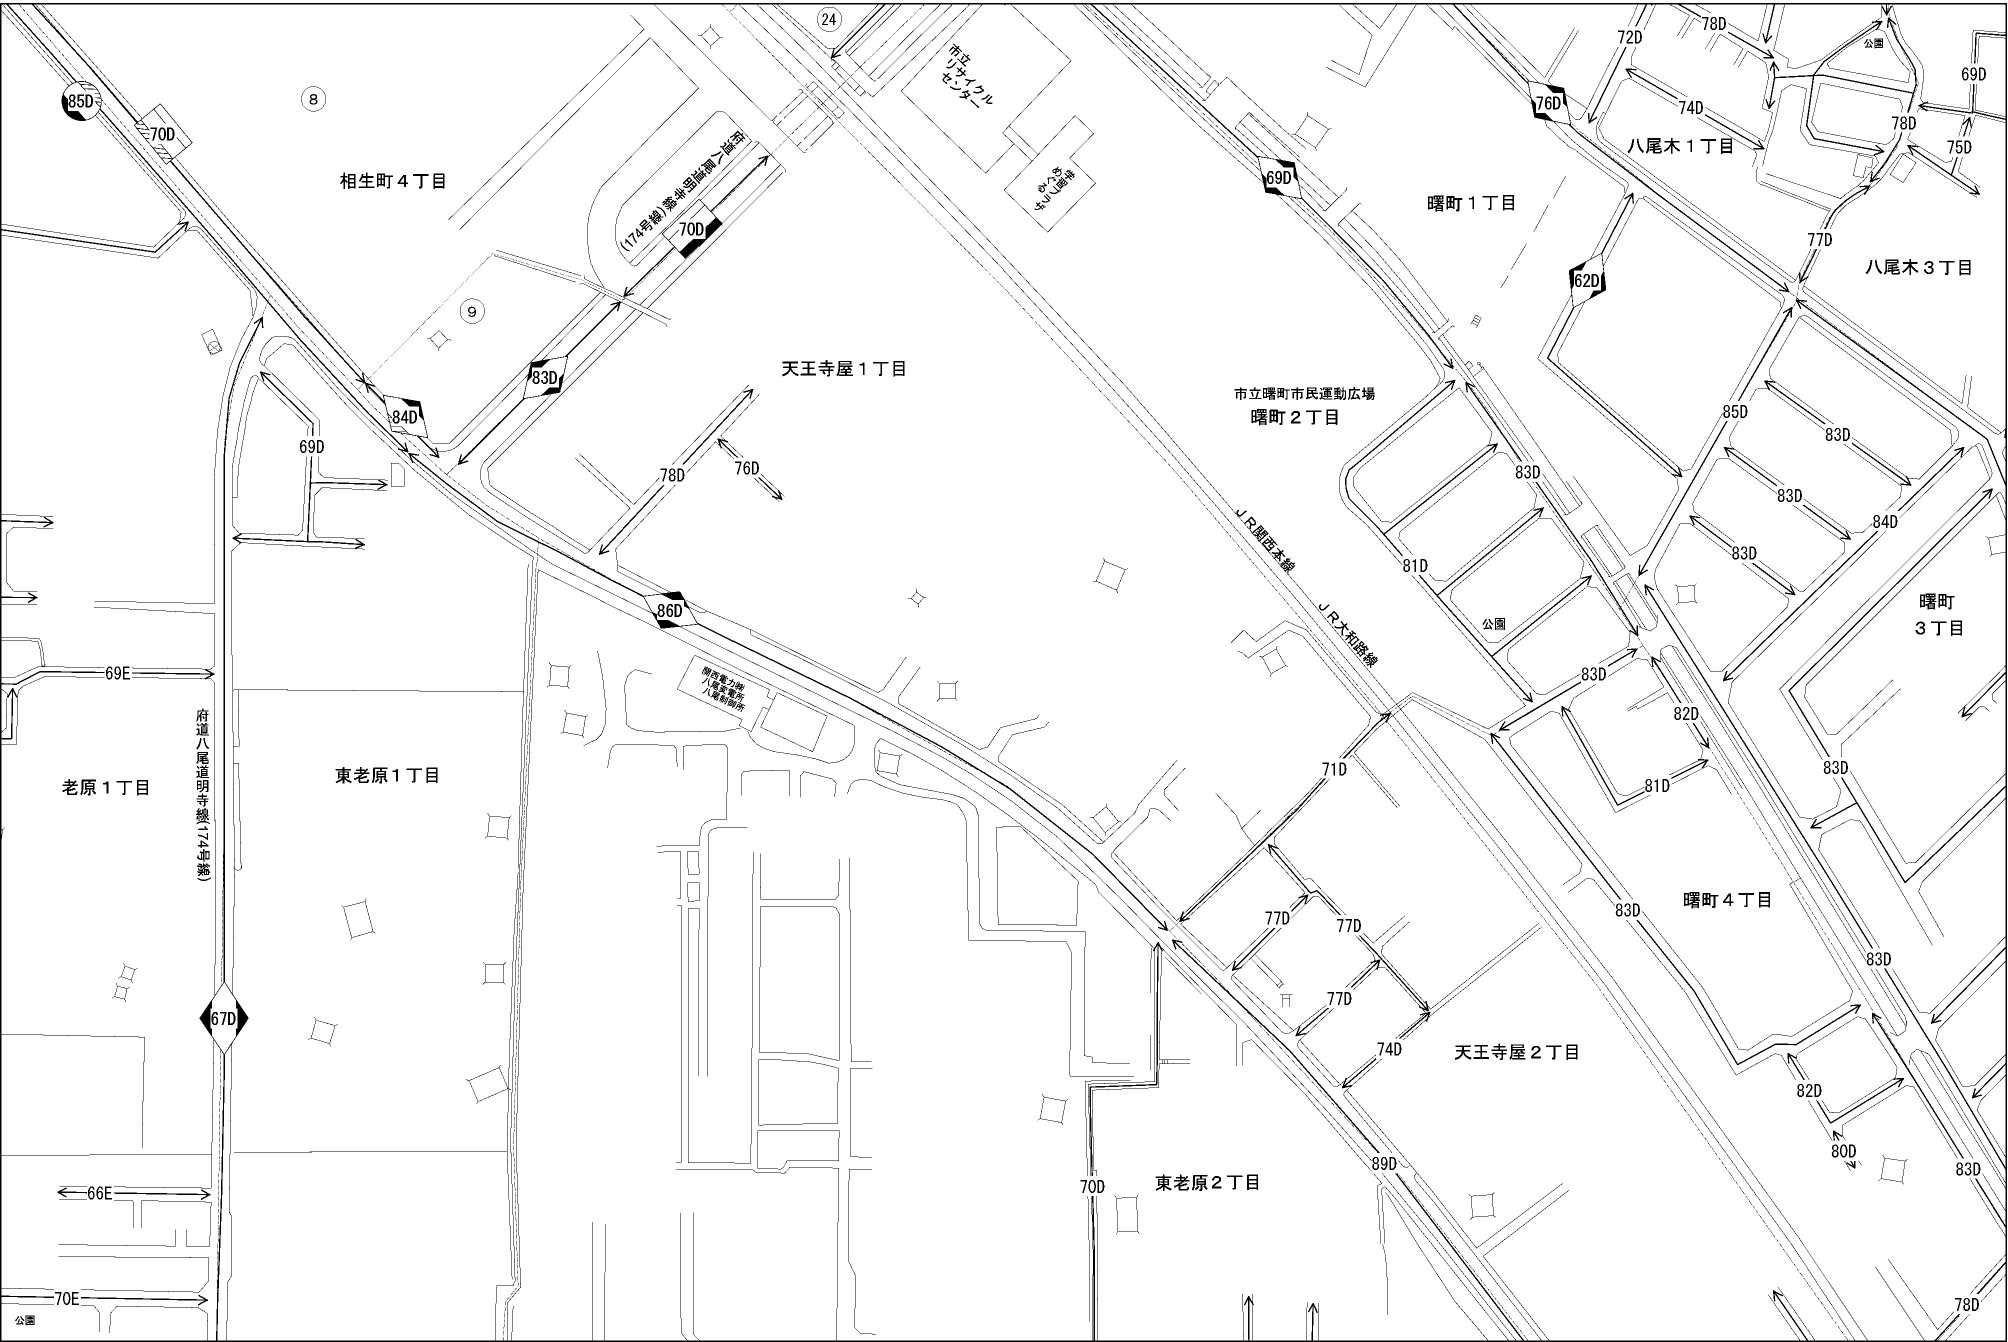 24
78D
72D
公園
69D
市立
リサイクル
センター
85D
8
76D
74D
70D
78D
府道八尾道明寺線
(174号線)
八尾木１丁目
75D
相生町４丁目
69D
学習プラザ
めぐる
曙町１丁目
70D
77D
八尾木３丁目
62D
9
天王寺屋１丁目
83D
市立曙町市民運動広場
曙町２丁目
84D
85D
83D
69D
78D
76D
83D
83D
84D
ＪＲ関西本線
83D
81D
曙町
３丁目
86D
ＪＲ大和路線
公園
69E
関西電力㈱
八尾変電所
八尾制御所
83D
82D
府道八尾道明寺線(174号線)
東老原１丁目
71D
83D
老原１丁目
81D
曙町４丁目
77D
77D
83D
83D
77D
67D
74D
天王寺屋２丁目
82D
80D
89D
83D
66E
70D
東老原２丁目
70E
78D
公園